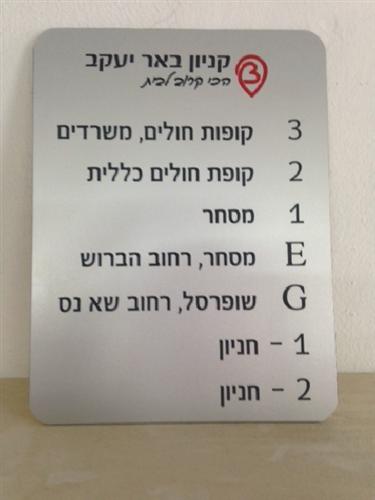 קניון באר יעקב
הכי קרוב לבית
3 קופות חולים, משרדים
2 קופת חולים כללית
1 מסחר
E מסחר, רחוב הברוש
G שופרסל, רחוב שא נס
1 - חניון
2 - חניון